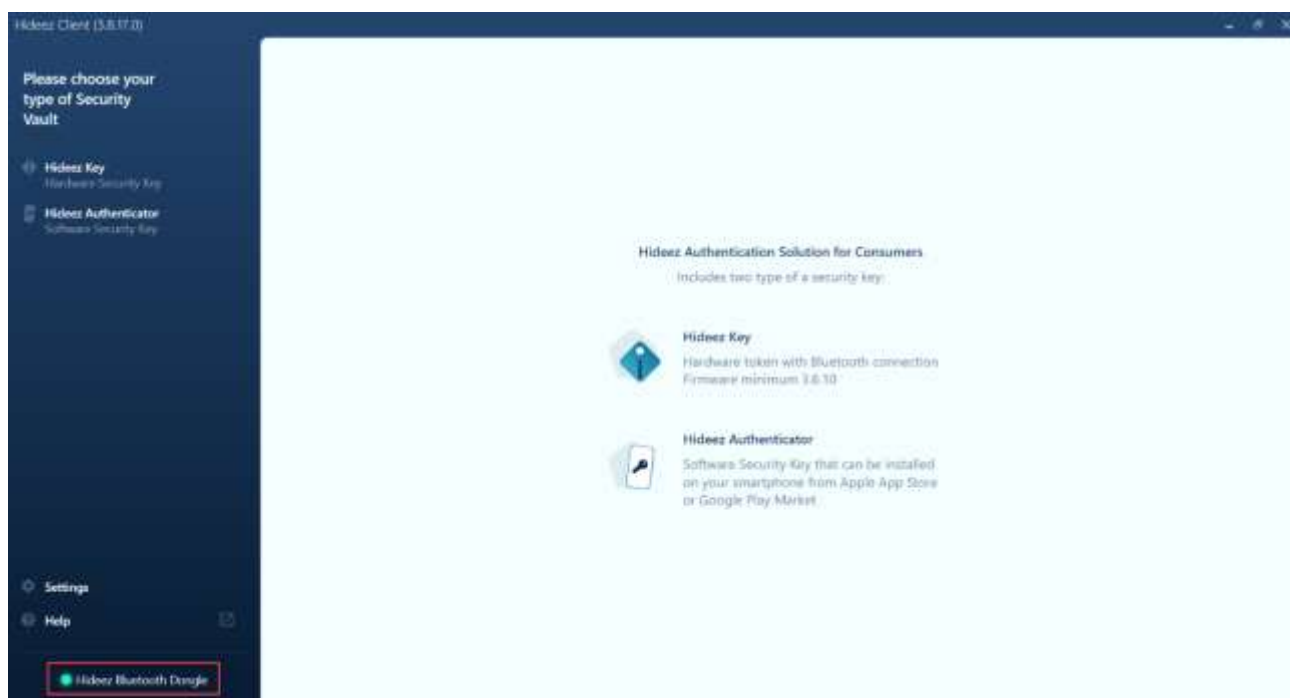 Hideez Client (3.8.17.0)
Please choose your
type of Security
Vault
Hideez Key
Hardware Security Key
Hideez Authenticator
Software Security Key
Settings
Help
Hideez Bluetooth Dongle
Hideez Authentication Solution for Consumers
Includes two type of a security key:
Hideez Key
Hardware token with Bluetooth connection
Firmware minimum 3.8.10
Hideez Authenticator
Software Security Key that can be installed
on your smartphone from Apple App Store
or Google Play Market